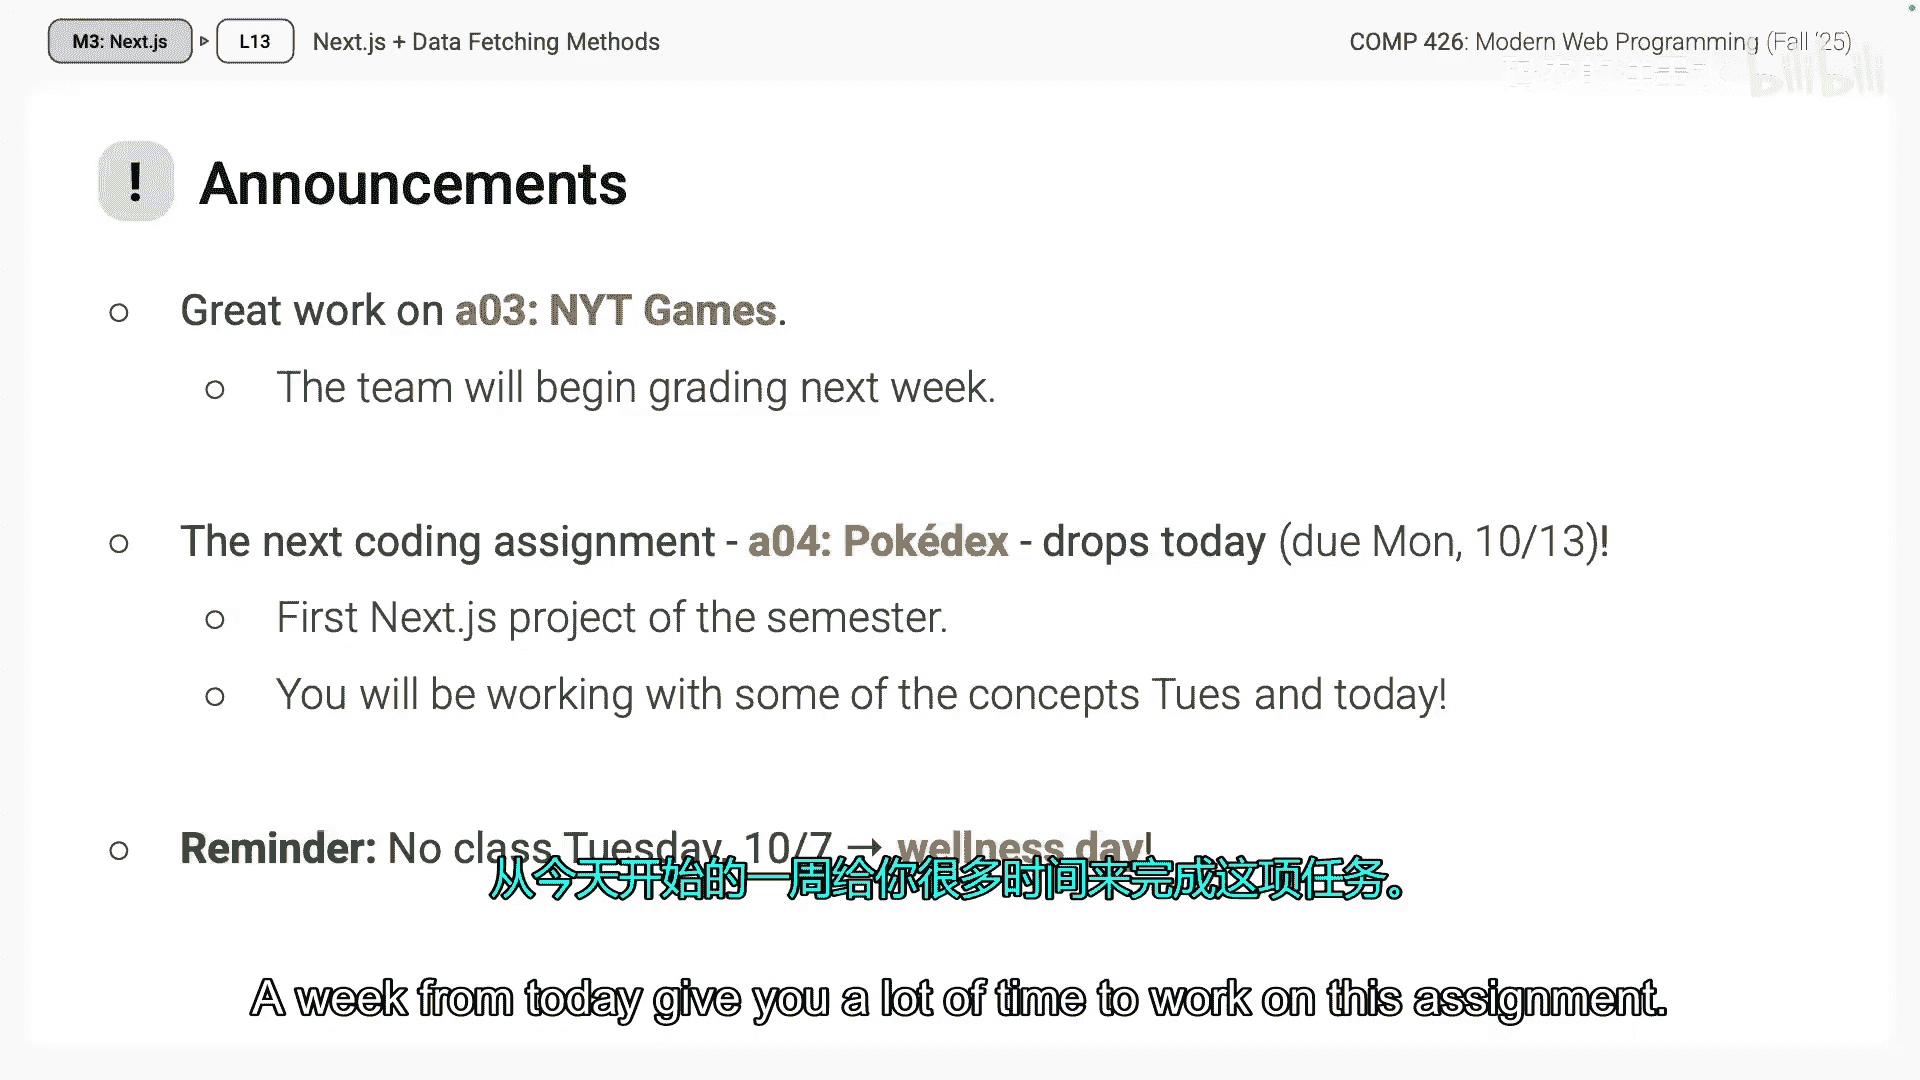 M3: Next.js
L13
Next.js + Data Fetching Methods
COMP 426: Modern Web Programming (Fall '25)
bilibili
! Announcements
○ Great work on a03: NYT Games.
○ The team will begin grading next week.
○ The next coding assignment - a04: Pokédex - drops today (due Mon, 10/13)!
○ First Next.js project of the semester.
○ You will be working with some of the concepts Tues and today!
○ Reminder: No class Tuesday, 10/7 → wellness day!
从今天开始的一周给你很多时间来完成这项任务。
A week from today give you a lot of time to work on this assignment.